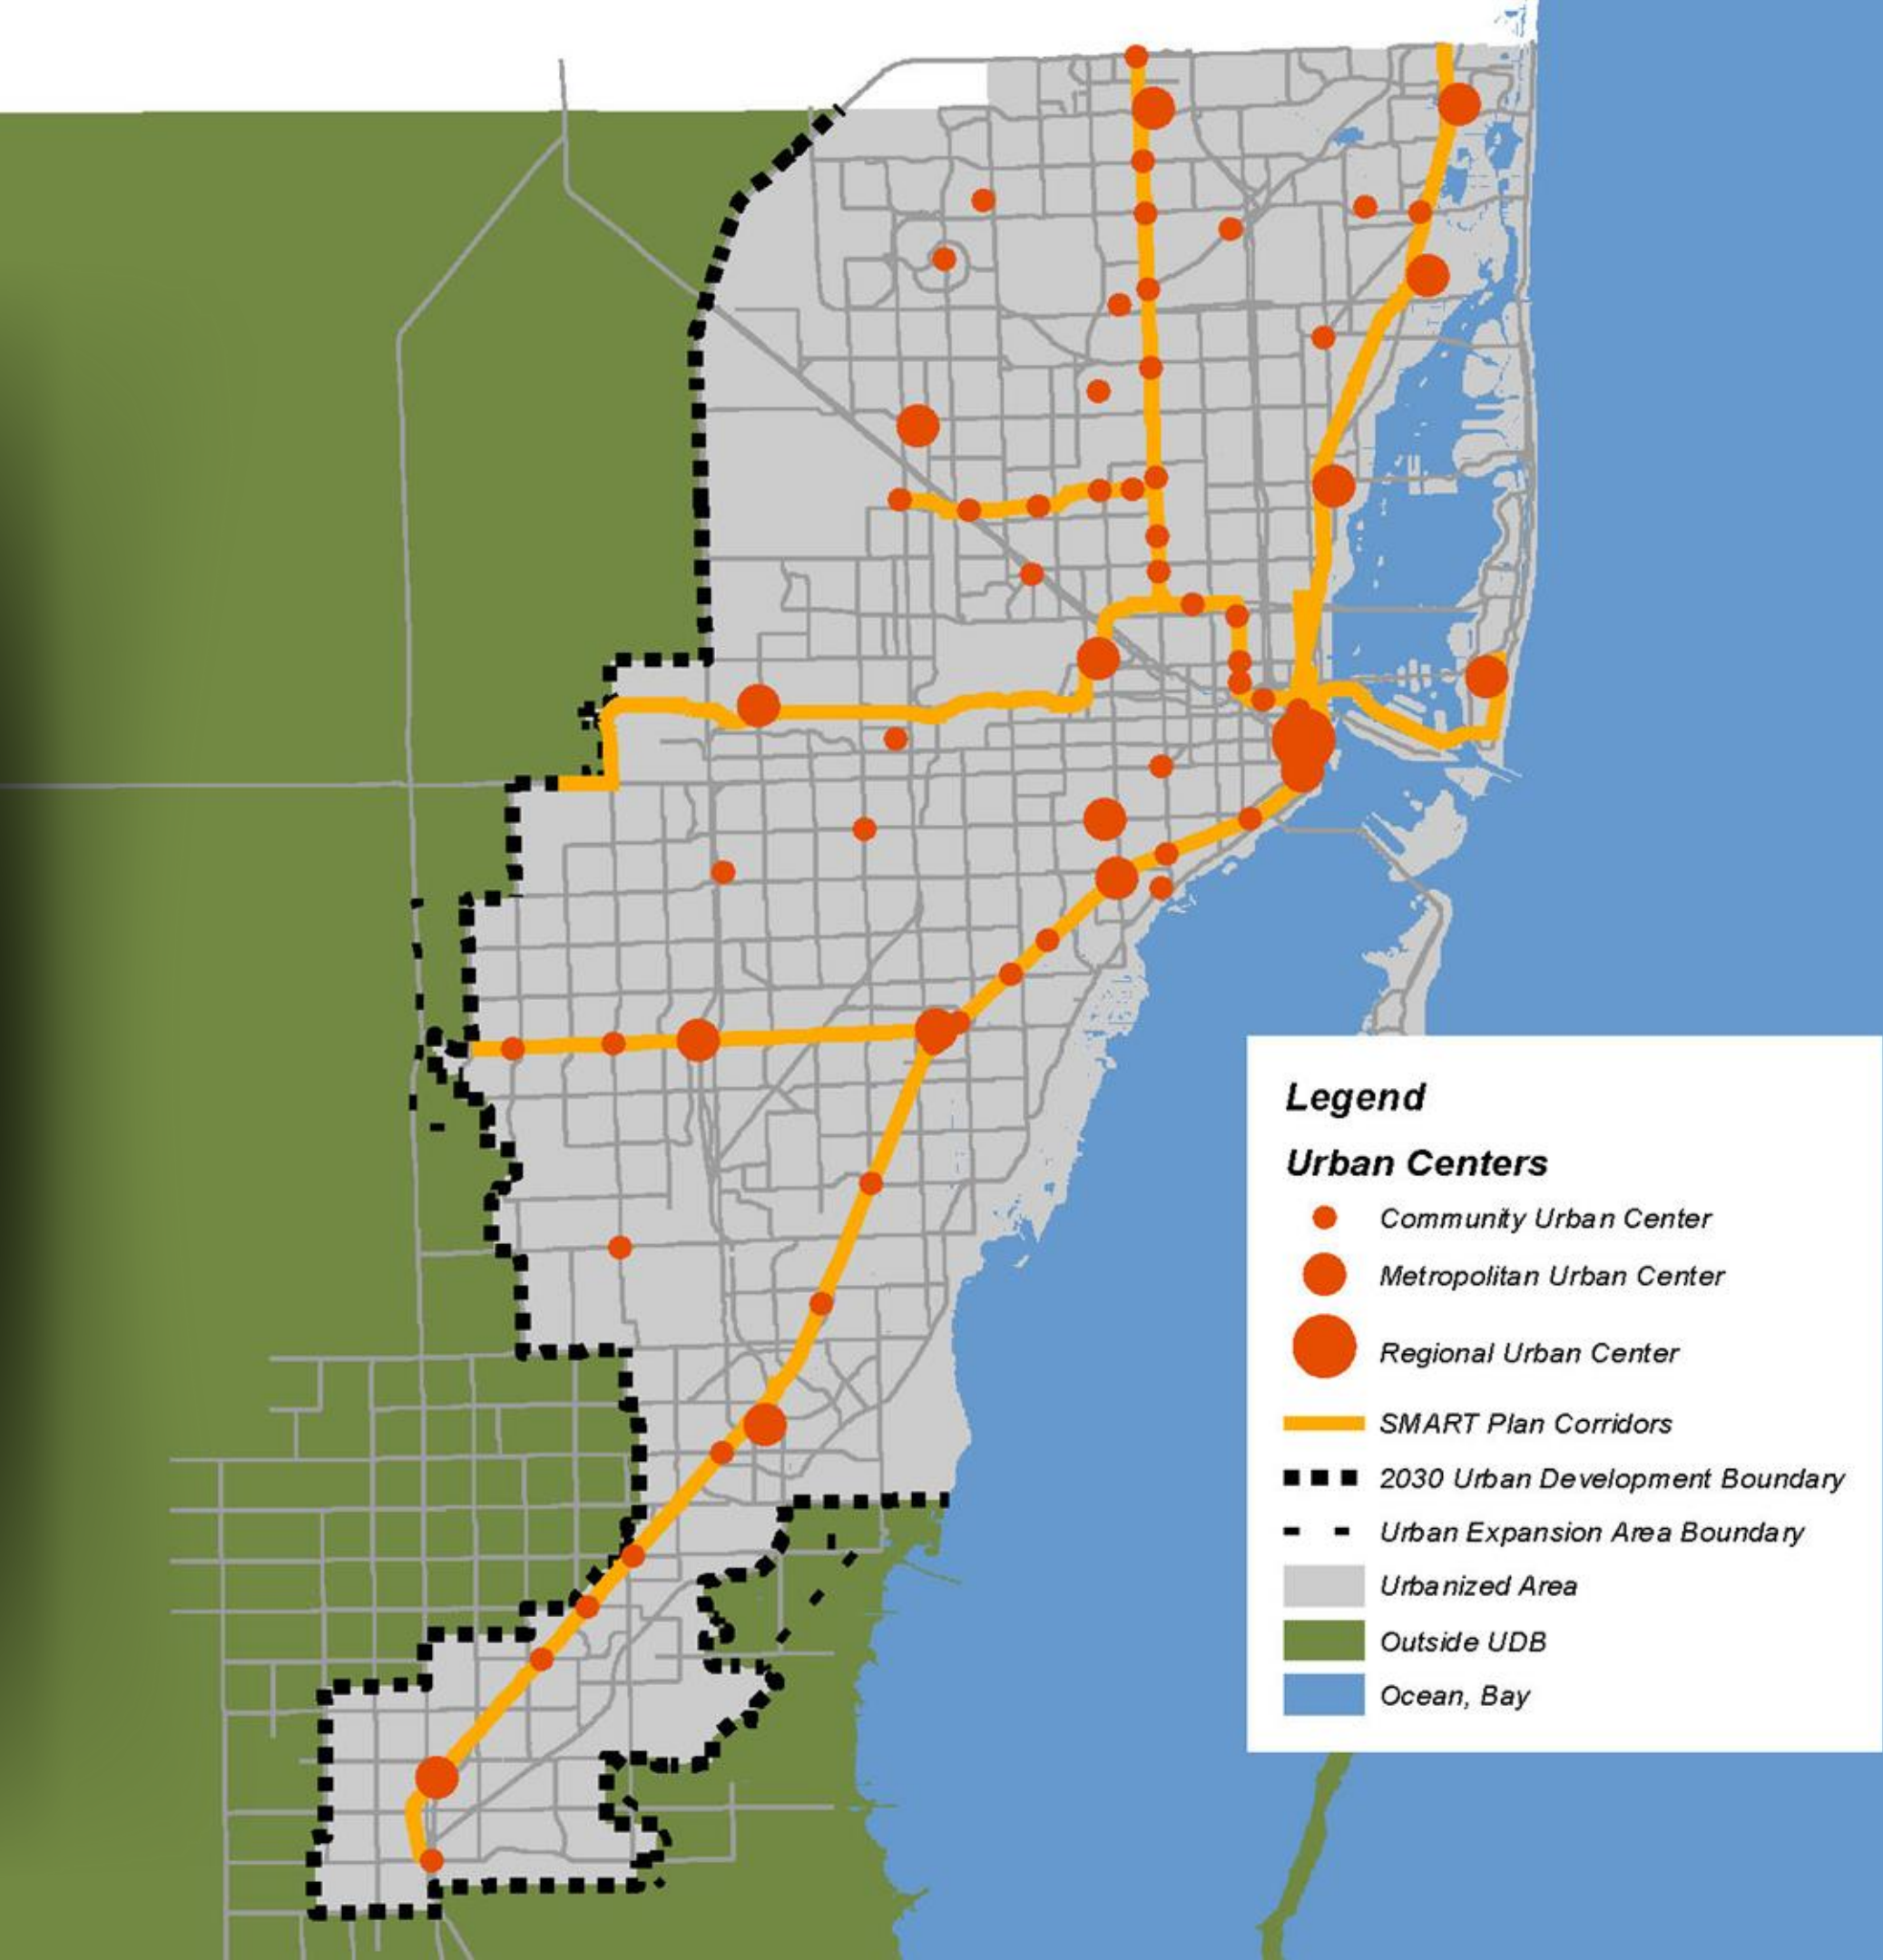 Legend
Urban Centers
Community Urban Center
Metropolitan Urban Center
Regional Urban Center
SMART Plan Corridors
2030 Urban Development Boundary
Urban Expansion Area Boundary
Urbanized Area
Outside UDB
Ocean, Bay